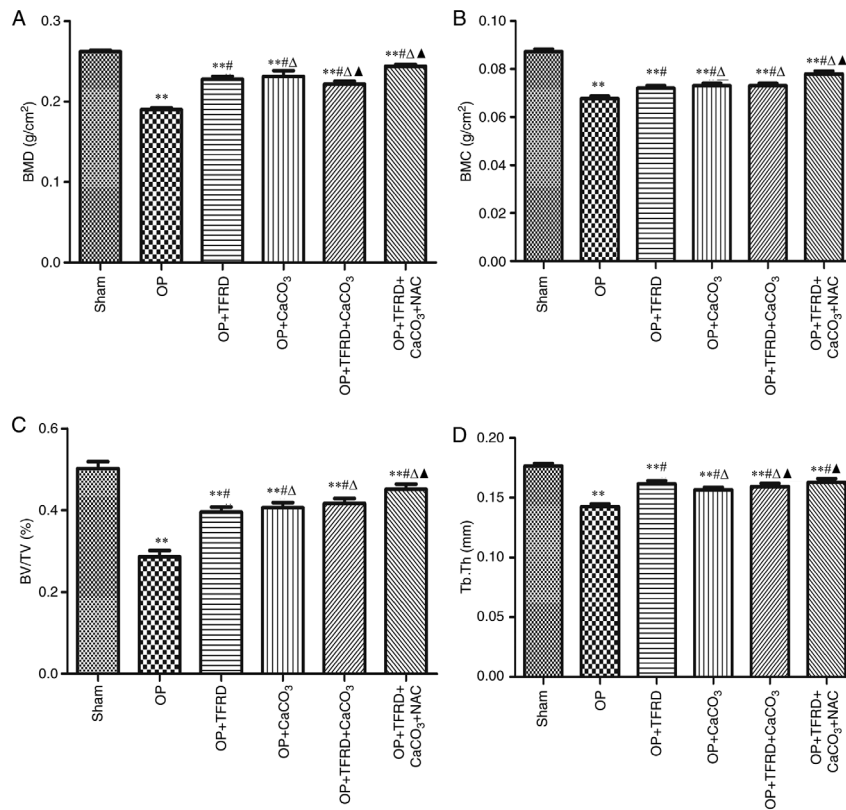 A
0.3
0.2
0.1
0.0
BMD (g/cm²)
**
**#
**#Δ
**#Δ▲
**#Δ▲
Sham
OP
OP+TFRD
OP+CaCO₃
OP+TFRD+CaCO₃
OP+TFRD+
CaCO₃+NAC
B
0.10
0.08
0.06
0.04
0.02
0.00
BMC (g/cm²)
**
**#
**#Δ
**#Δ
**#Δ▲
Sham
OP
OP+TFRD
OP+CaCO₃
OP+TFRD+CaCO₃
OP+TFRD+
CaCO₃+NAC
C
0.6
0.4
0.2
0.0
BV/TV (%)
**
**#
**#Δ
**#Δ
**#Δ▲
Sham
OP
OP+TFRD
OP+CaCO₃
OP+TFRD+CaCO₃
OP+TFRD+
CaCO₃+NAC
D
0.20
0.15
0.10
0.05
0.00
Tb.Th (mm)
**
**#
**#Δ
**#Δ▲
**#▲
Sham
OP
OP+TFRD
OP+CaCO₃
OP+TFRD+CaCO₃
OP+TFRD+
CaCO₃+NAC